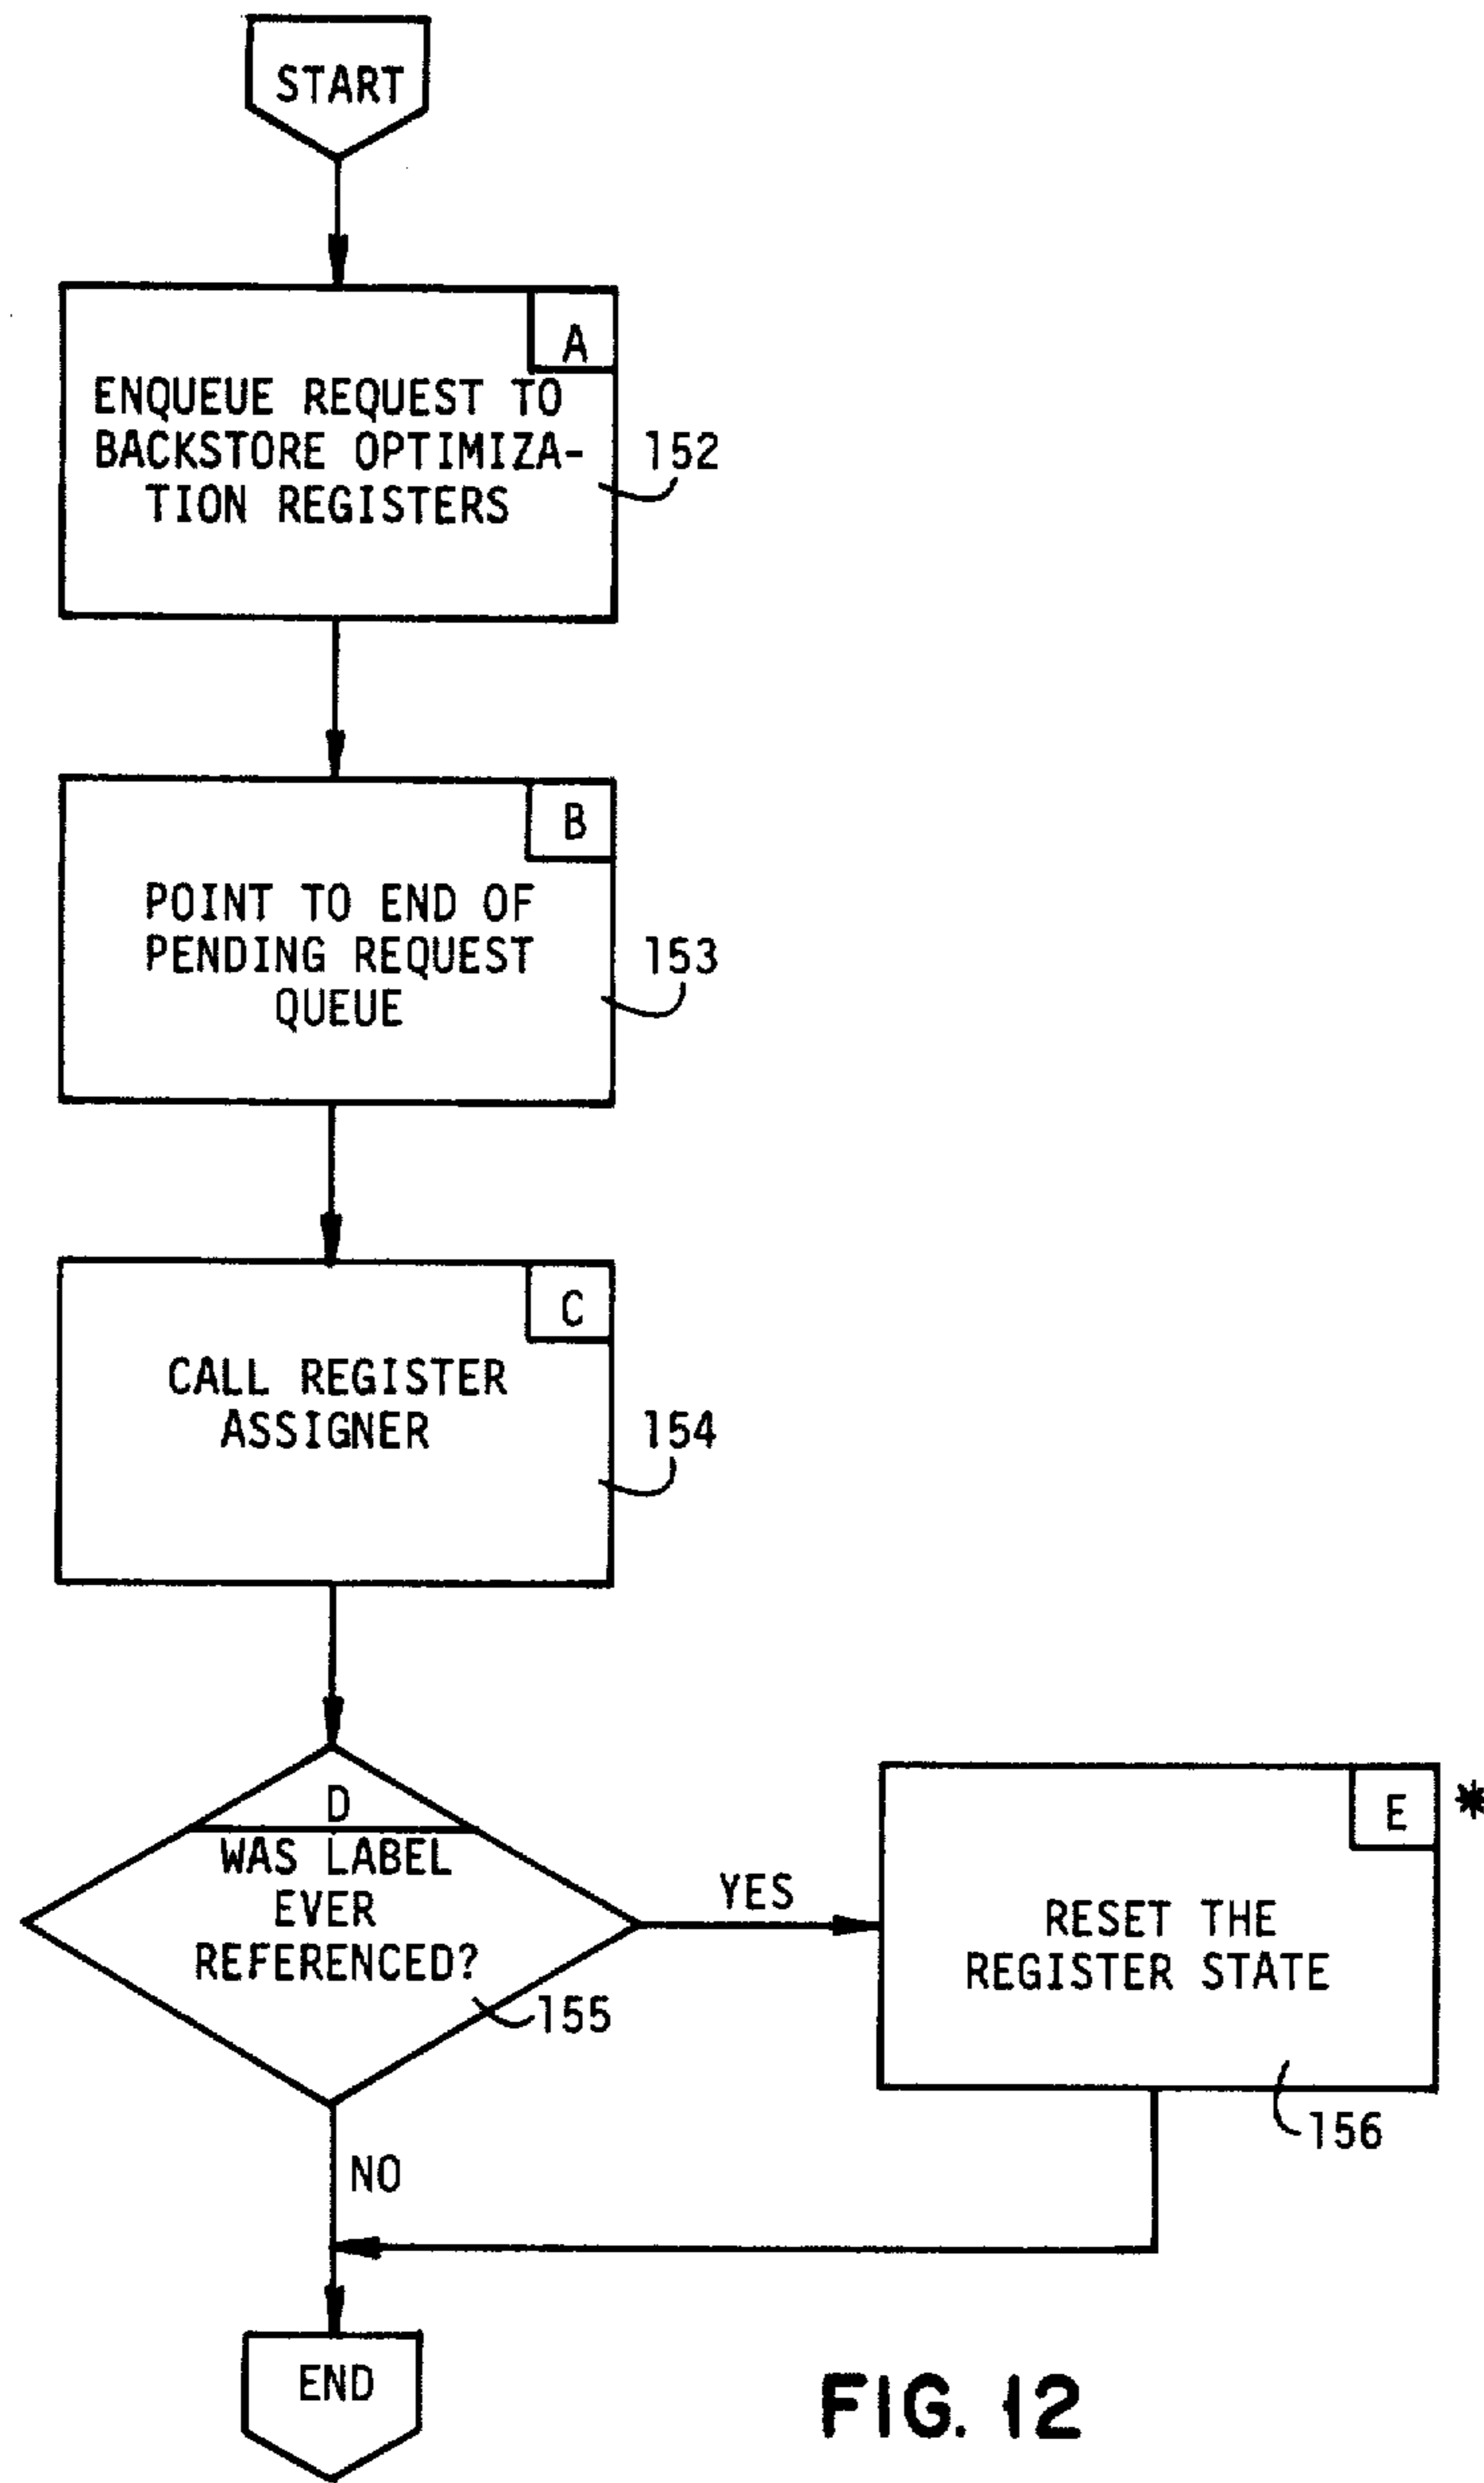 START
A
ENQUEUE REQUEST TO
BACKSTORE OPTIMIZA-
TION REGISTERS
152
B
POINT TO END OF
PENDING REQUEST
QUEUE
153
C
CALL REGISTER
ASSIGNER
154
D
WAS LABEL
EVER
REFERENCED?
155
YES
E
*
RESET THE
REGISTER STATE
156
NO
END
FIG. 12